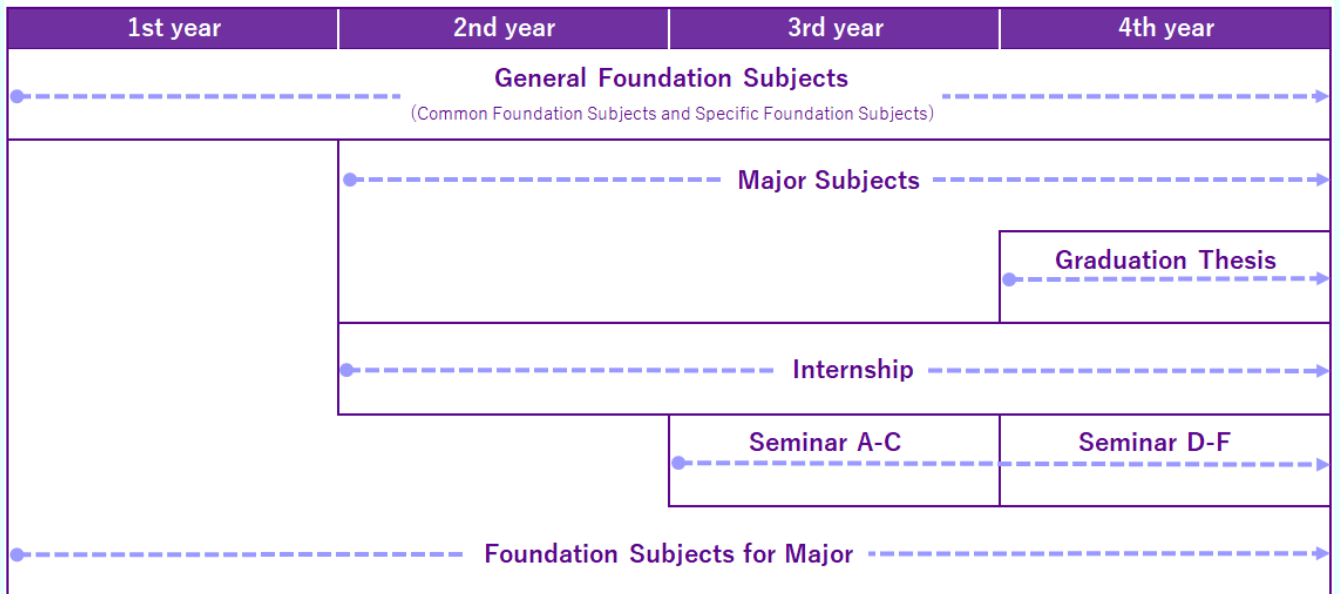 1st year 2nd year 3rd year 4th year
General Foundation Subjects
(Common Foundation Subjects and Specific Foundation Subjects)
Major Subjects
Graduation Thesis
Internship
Seminar A-C Seminar D-F
Foundation Subjects for Major